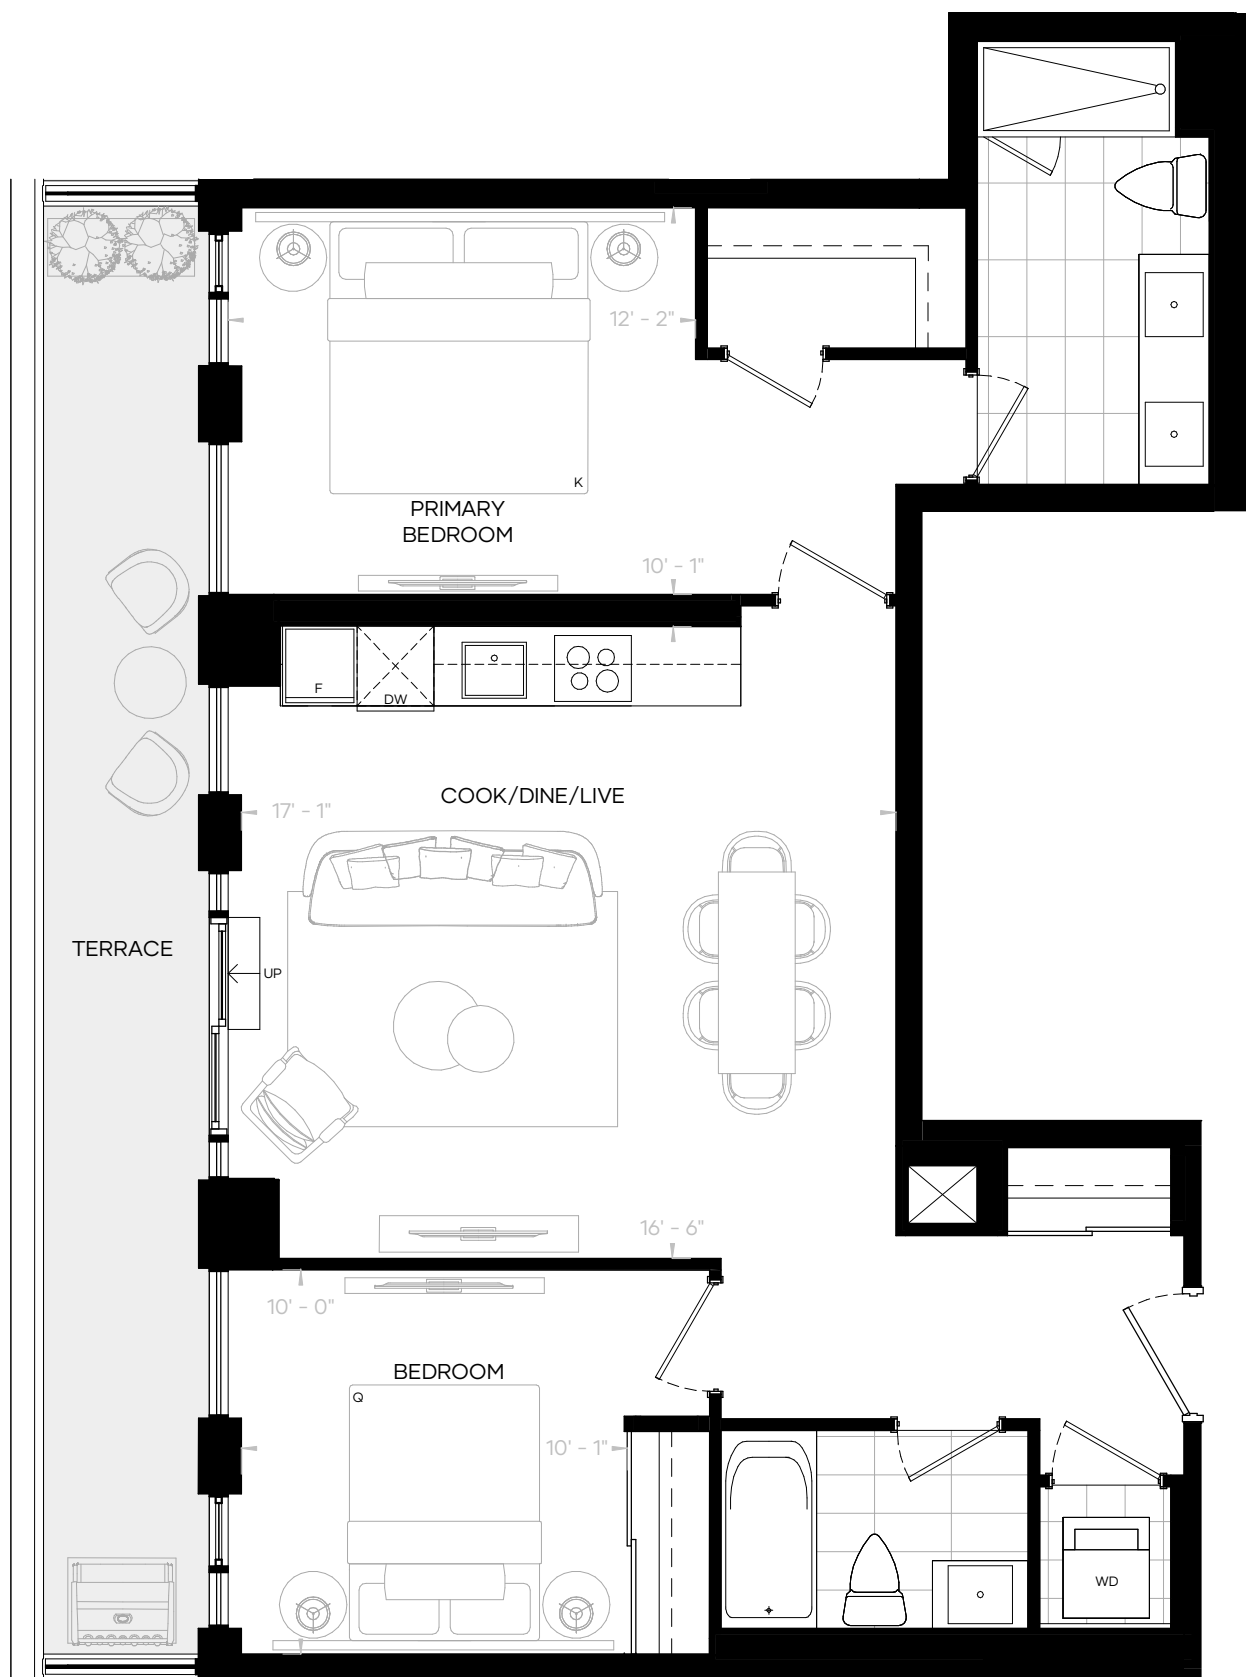 12' - 2"
K
PRIMARY
BEDROOM
10' - 1"
F
DW
COOK/DINE/LIVE
17' - 1"
TERRACE
UP
16' - 6"
10' - 0"
BEDROOM
Q
10' - 1"
WD